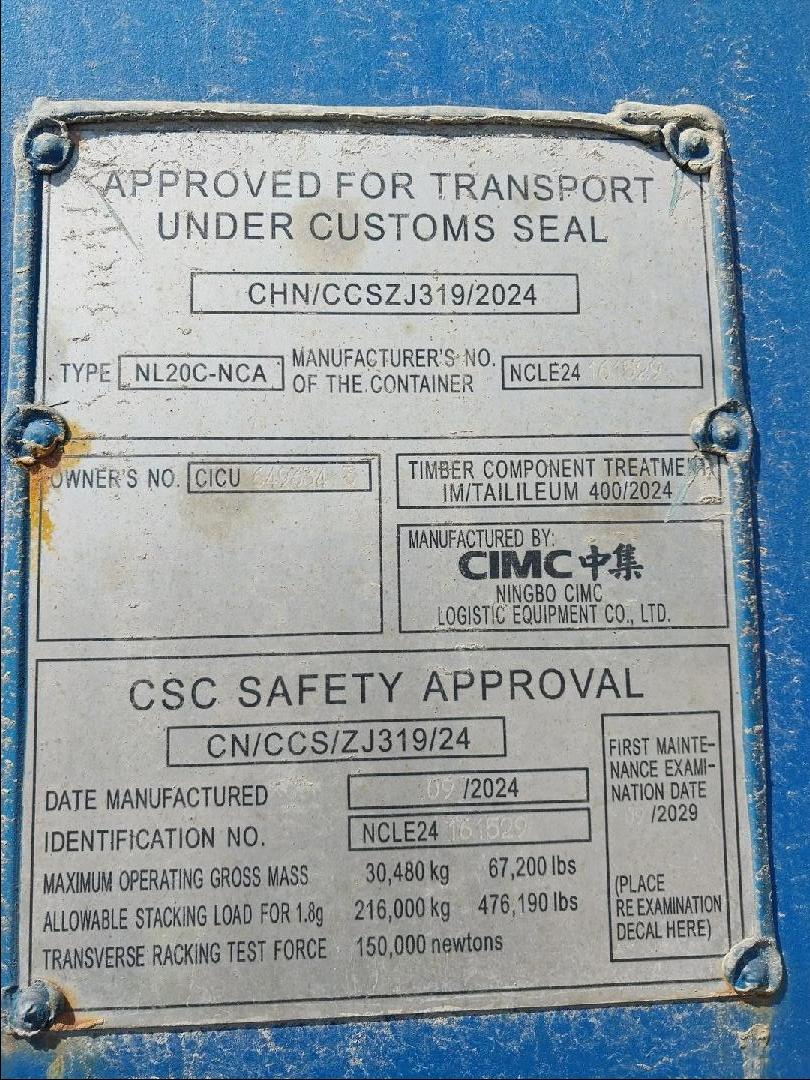 APPROVED FOR TRANSPORT
UNDER CUSTOMS SEAL
CHN/CCSZJ319/2024
TYPE NL20C-NCA MANUFACTURER'S NO. OF THE CONTAINER NCLE24 161529
OWNER'S NO. CICU
TIMBER COMPONENT TREATMENT
IM/TAILILEUM 400/2024
MANUFACTURED BY:
CIMC 中集
NINGBO CIMC
LOGISTIC EQUIPMENT CO., LTD.
CSC SAFETY APPROVAL
CN/CCS/ZJ319/24
DATE MANUFACTURED 09 /2024
IDENTIFICATION NO. NCLE24 161529
MAXIMUM OPERATING GROSS MASS 30,480 kg 67,200 lbs
ALLOWABLE STACKING LOAD FOR 1.8g 216,000 kg 476,190 lbs
TRANSVERSE RACKING TEST FORCE 150,000 newtons
FIRST MAINTE-
NANCE EXAMI-
NATION DATE
09 /2029
(PLACE
RE EXAMINATION
DECAL HERE)